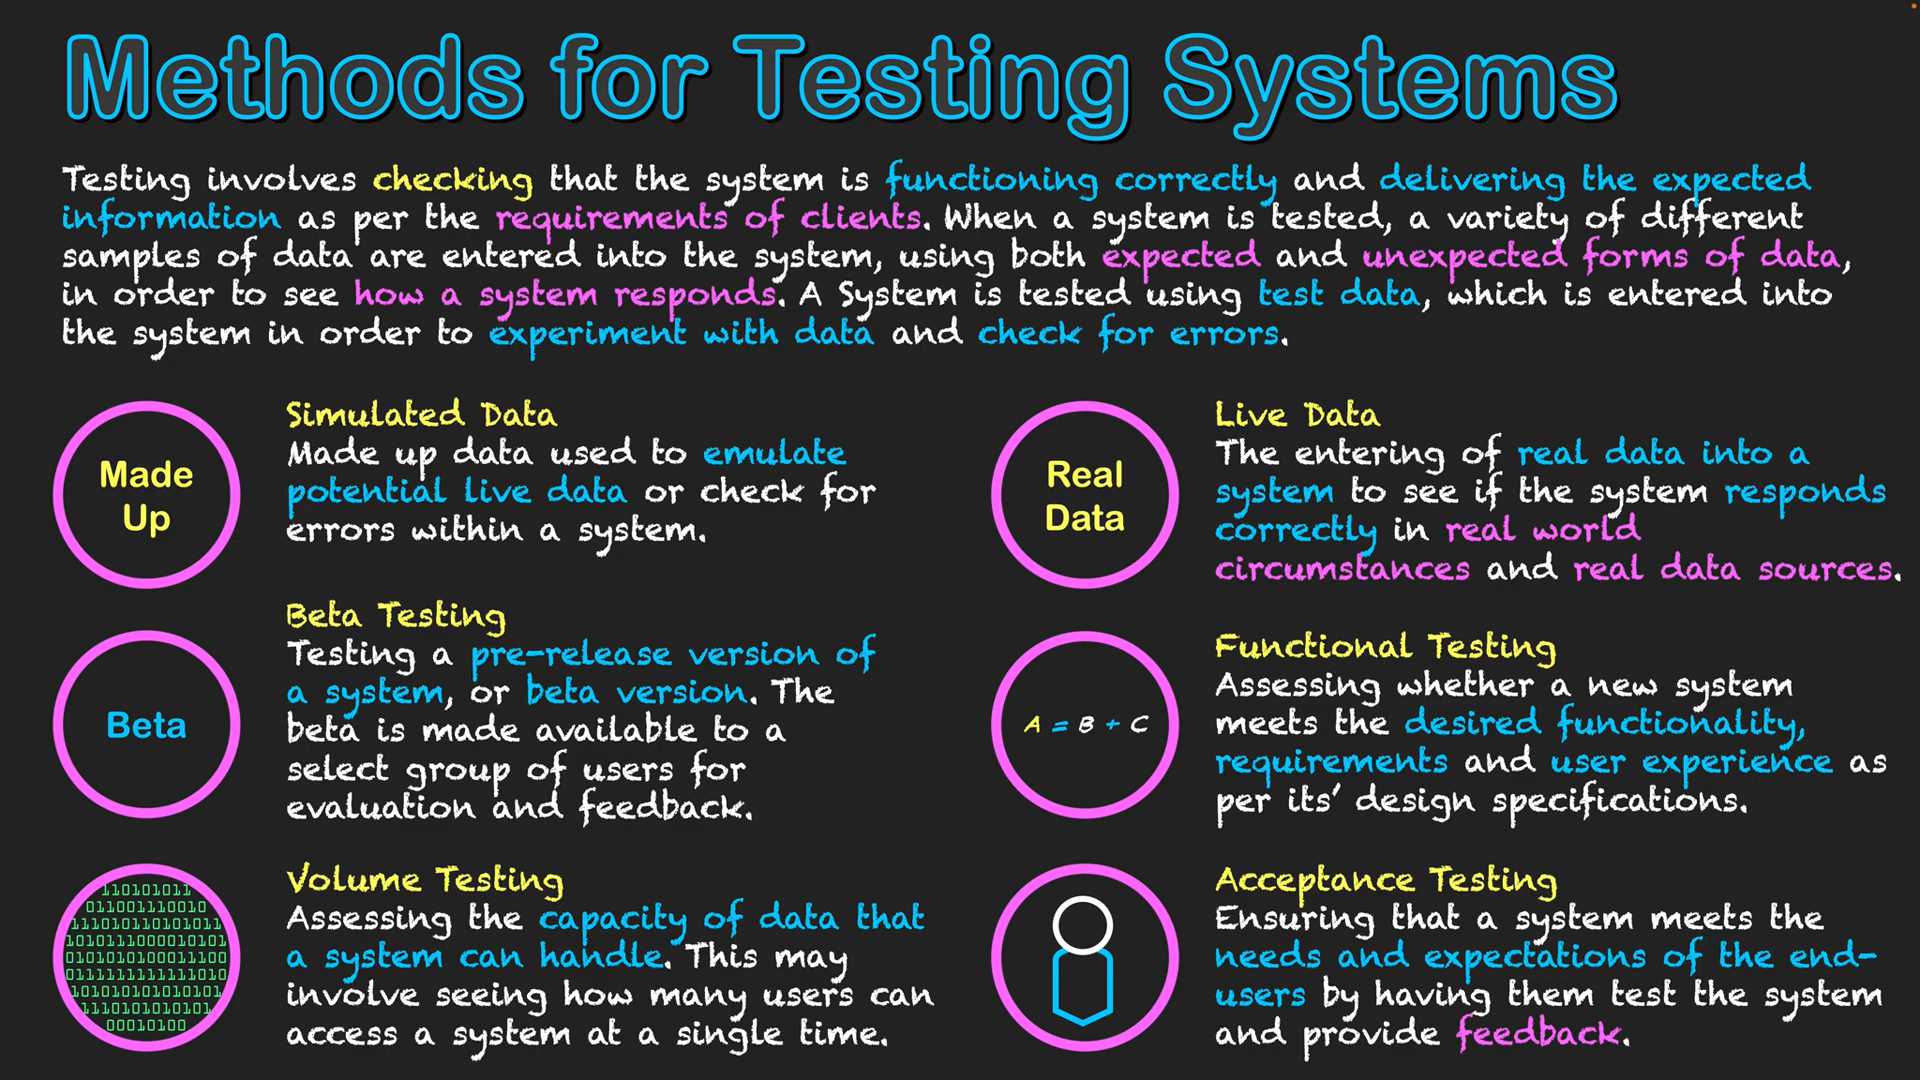 Methods for Testing Systems
Testing involves checking that the system is functioning correctly and delivering the expected
information as per the requirements of clients. When a system is tested, a variety of different
samples of data are entered into the system, using both expected and unexpected forms of data,
in order to see how a system responds. A System is tested using test data, which is entered into
the system in order to experiment with data and check for errors.
Made
Up
Simulated Data
Made up data used to emulate
potential live data or check for
errors within a system.
Real
Data
Live Data
The entering of real data into a
system to see if the system responds
correctly in real world
circumstances and real data sources.
Beta
Beta Testing
Testing a pre-release version of
a system, or beta version. The
beta is made available to a
select group of users for
evaluation and feedback.
A = B + C
Functional Testing
Assessing whether a new system
meets the desired functionality,
requirements and user experience as
per its' design specifications.
110101011
011001110010
Volume Testing
Assessing the capacity of data that
a system can handle. This may
involve seeing how many users can
access a system at a single time.
00010100
Acceptance Testing
Ensuring that a system meets the
needs and expectations of the end-
users by having them test the system
and provide feedback.